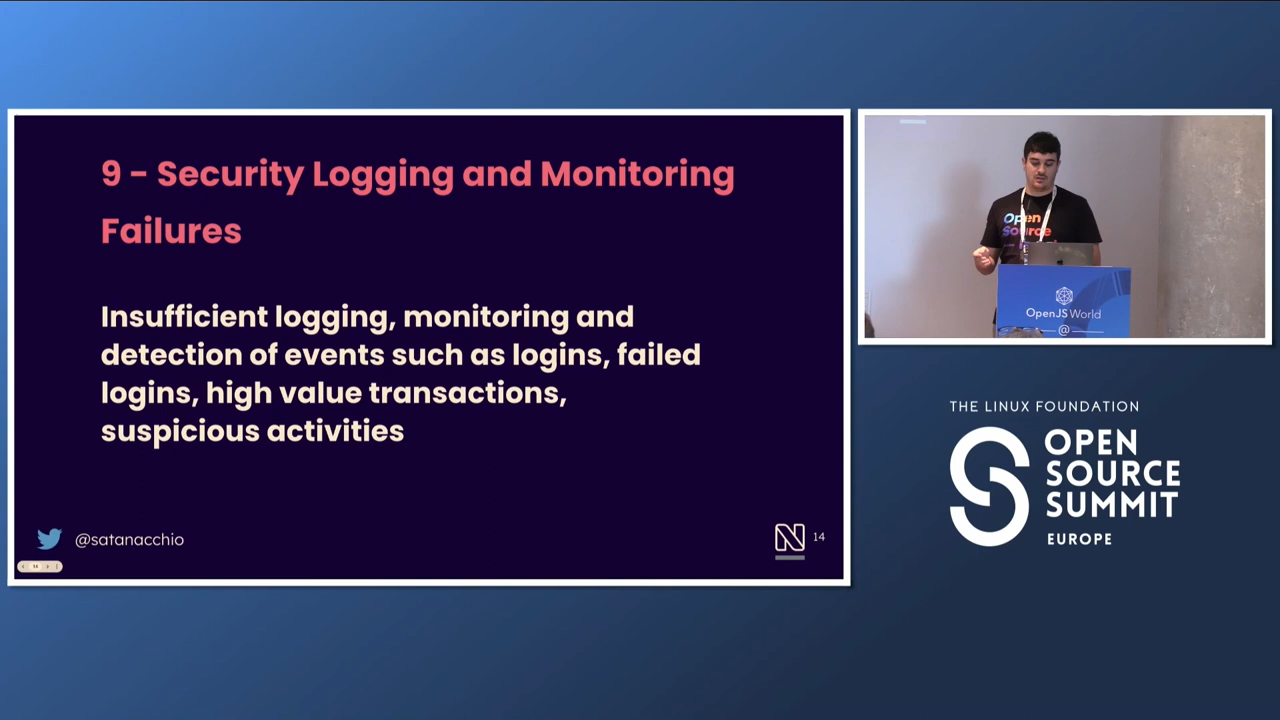 9 - Security Logging and Monitoring
Failures
Insufficient logging, monitoring and
detection of events such as logins, failed
logins, high value transactions,
suspicious activities
@satanacchio
N
14
14
Open
Source
OpenJS World
@
THE LINUX FOUNDATION
OPEN
SOURCE
SUMMIT
EUROPE